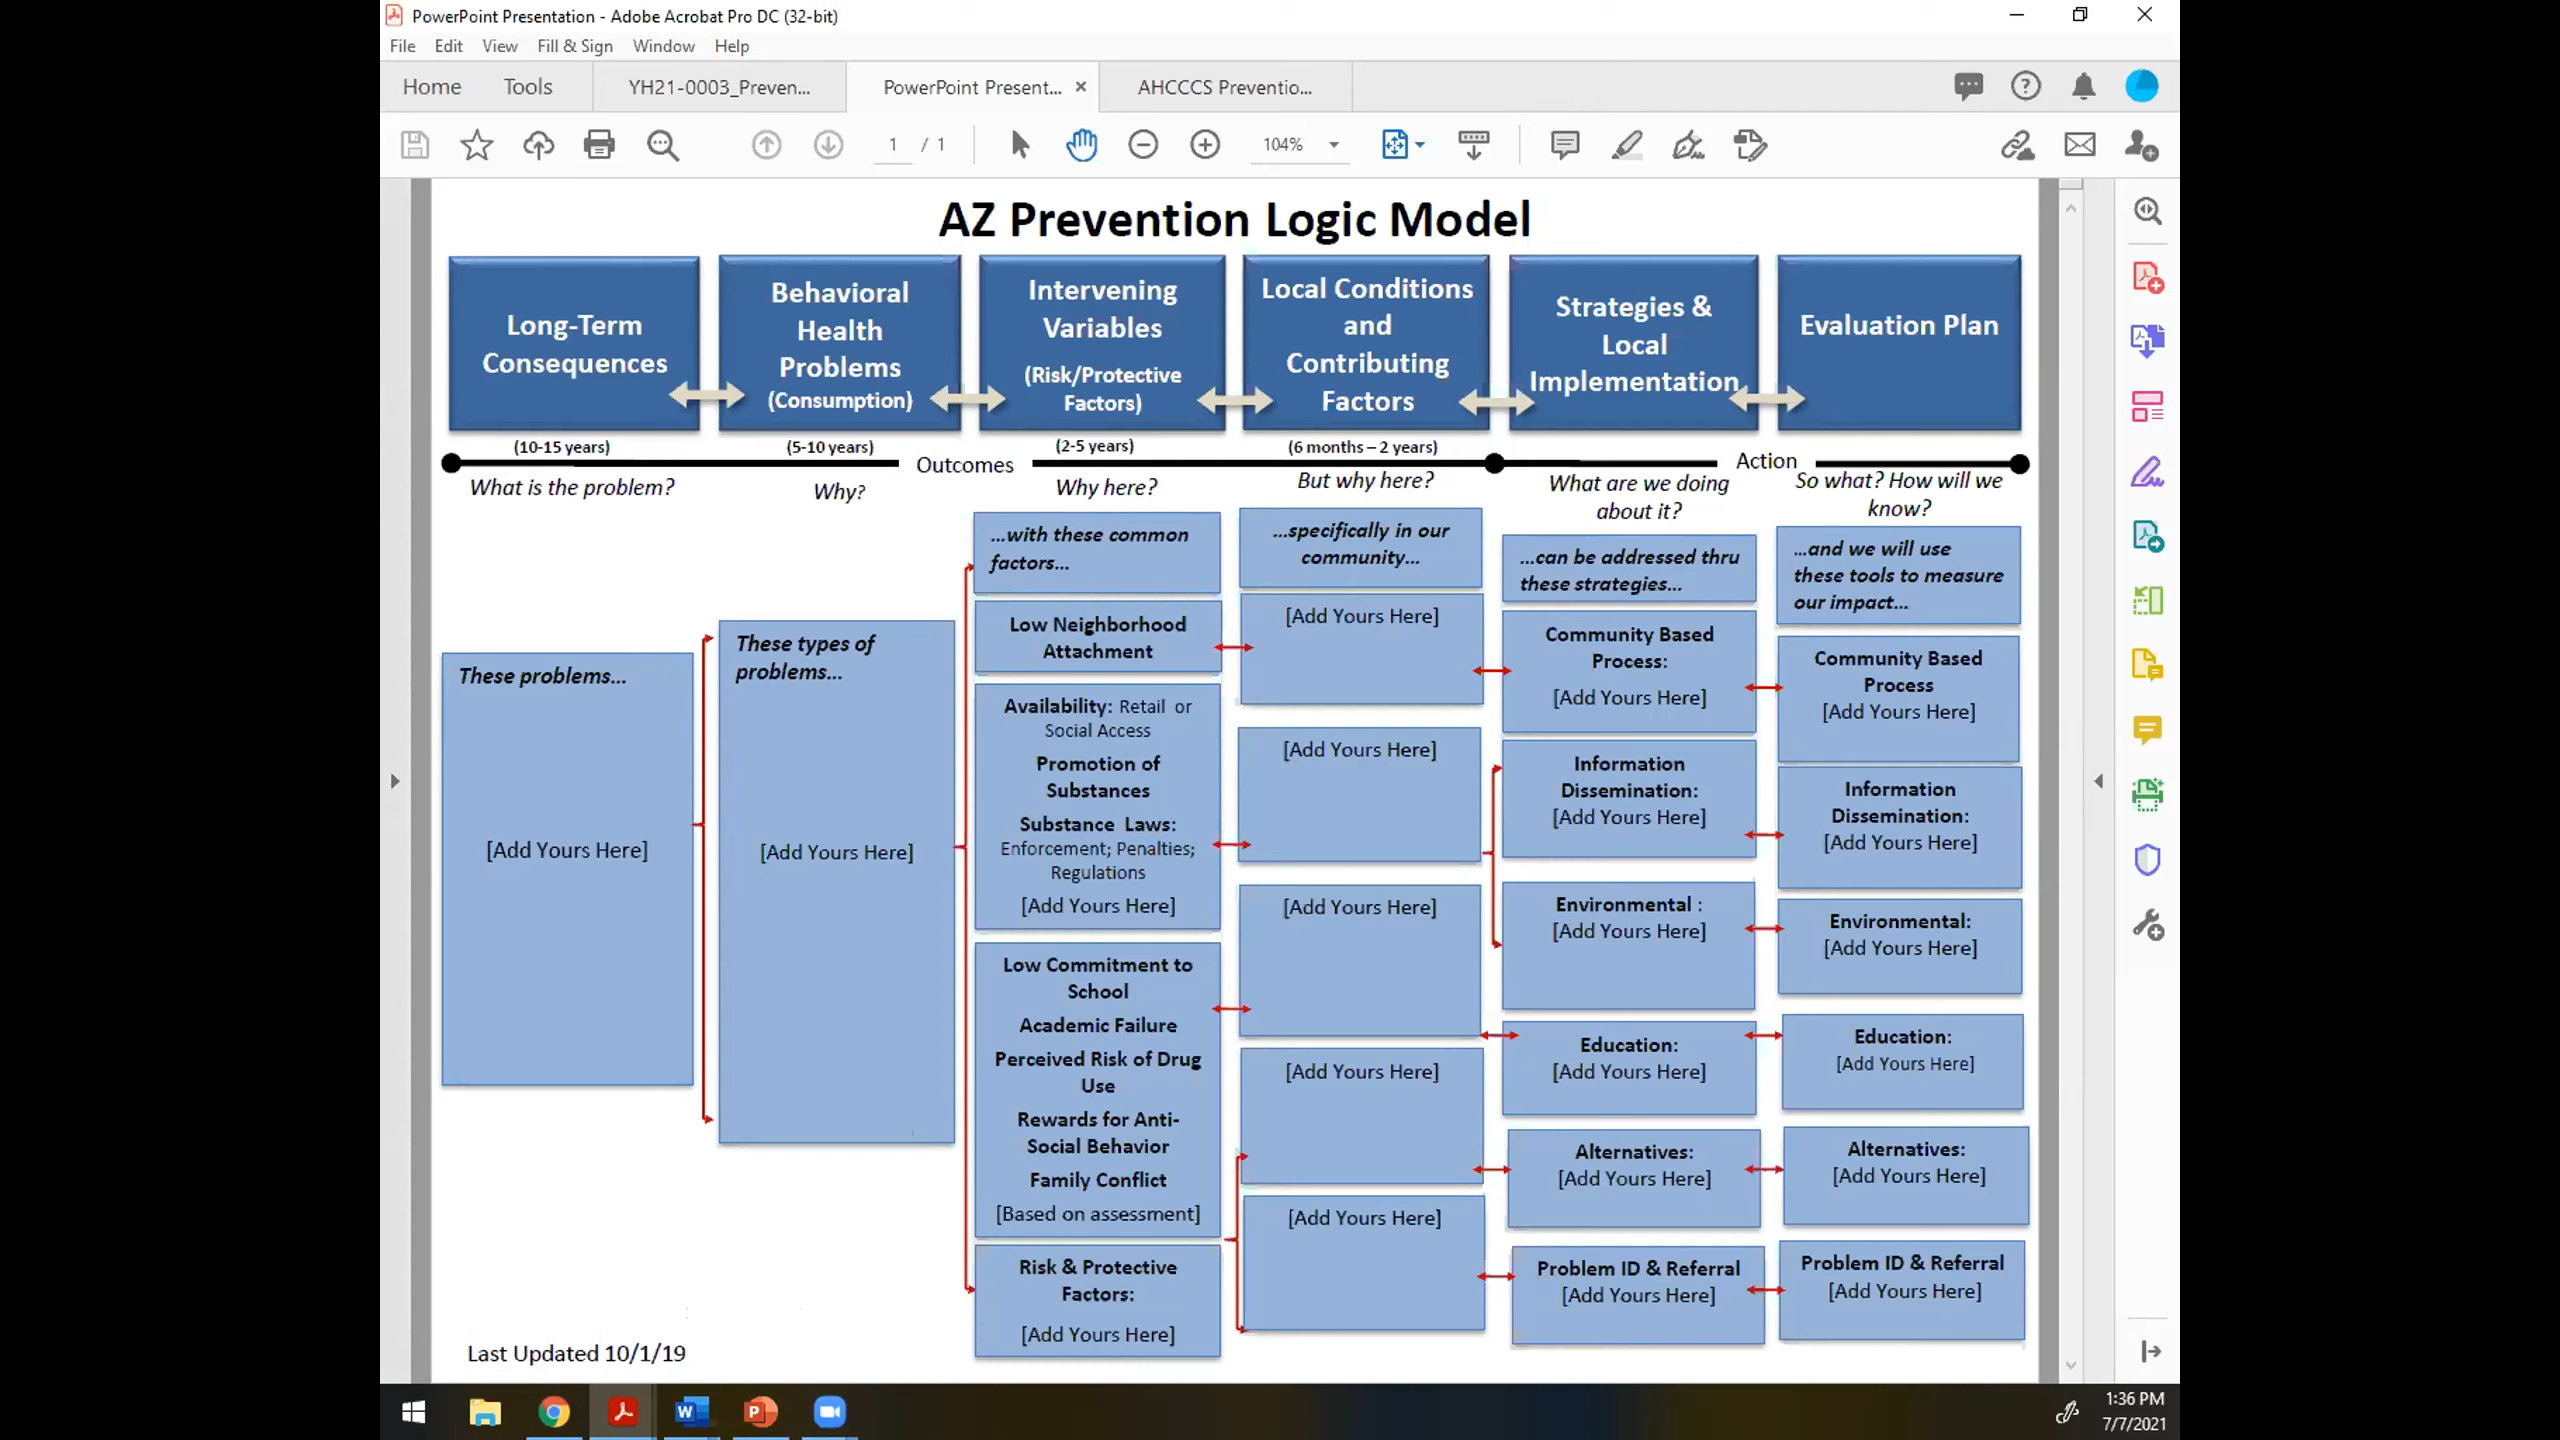 PowerPoint Presentation - Adobe Acrobat Pro DC (32-bit)
File Edit View Fill & Sign Window Help
Home Tools YH21-0003_Preven... PowerPoint Present... AHCCCS Preventio...
1 / 1 104%
AZ Prevention Logic Model
Long-Term
Consequences
Behavioral
Health
Problems
(Consumption)
Intervening
Variables
(Risk/Protective
Factors)
Local Conditions
and
Contributing
Factors
Strategies &
Local
Implementation
Evaluation Plan
(10-15 years)
(5-10 years)
(2-5 years)
(6 months – 2 years)
Outcomes
Action
What is the problem?
Why?
Why here?
But why here?
What are we doing
about it?
So what? How will we
know?
These problems...
[Add Yours Here]
These types of
problems...
[Add Yours Here]
...with these common
factors...
Low Neighborhood
Attachment
Availability: Retail or
Social Access
Promotion of
Substances
Substance Laws:
Enforcement; Penalties;
Regulations
[Add Yours Here]
Low Commitment to
School
Academic Failure
Perceived Risk of Drug
Use
Rewards for Anti-
Social Behavior
Family Conflict
[Based on assessment]
Risk & Protective
Factors:
[Add Yours Here]
...specifically in our
community...
[Add Yours Here]
[Add Yours Here]
[Add Yours Here]
[Add Yours Here]
[Add Yours Here]
...can be addressed thru
these strategies...
Community Based
Process:
[Add Yours Here]
Information
Dissemination:
[Add Yours Here]
Environmental :
[Add Yours Here]
Education:
[Add Yours Here]
Alternatives:
[Add Yours Here]
Problem ID & Referral
[Add Yours Here]
...and we will use
these tools to measure
our impact...
Community Based
Process
[Add Yours Here]
Information
Dissemination:
[Add Yours Here]
Environmental:
[Add Yours Here]
Education:
[Add Yours Here]
Alternatives:
[Add Yours Here]
Problem ID & Referral
[Add Yours Here]
Last Updated 10/1/19
1:36 PM
7/7/2021